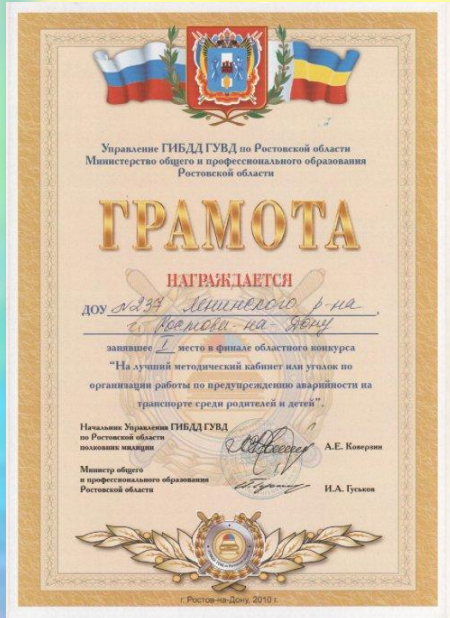 Управление ГИБДД ГУВД по Ростовской области
Министерство общего и профессионального образования
Ростовской области
ГРАМОТА
НАГРАЖДАЕТСЯ
ДОУ №237 Ленинского р-на,
г. Ростова-на-Дону
занявшее I место в финале областного конкурса
"На лучший методический кабинет или уголок по
организации работы по предупреждению аварийности на
транспорте среди родителей и детей".
Начальник Управления ГИБДД ГУВД
по Ростовской области
полковник милиции
А.Е. Коверзин
Министр общего
и профессионального образования
Ростовской области
И.А. Гуськов
г. Ростов-на-Дону, 2010 г.